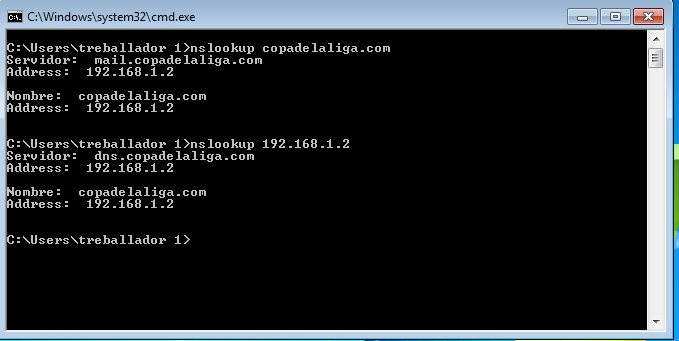 C:\Windows\system32\cmd.exe
C:\Users\treballador 1>nslookup copadelaliga.com
Servidor:  mail.copadelaliga.com
Address:  192.168.1.2
Nombre:  copadelaliga.com
Address:  192.168.1.2
C:\Users\treballador 1>nslookup 192.168.1.2
Servidor:  dns.copadelaliga.com
Address:  192.168.1.2
Nombre:  copadelaliga.com
Address:  192.168.1.2
C:\Users\treballador 1>